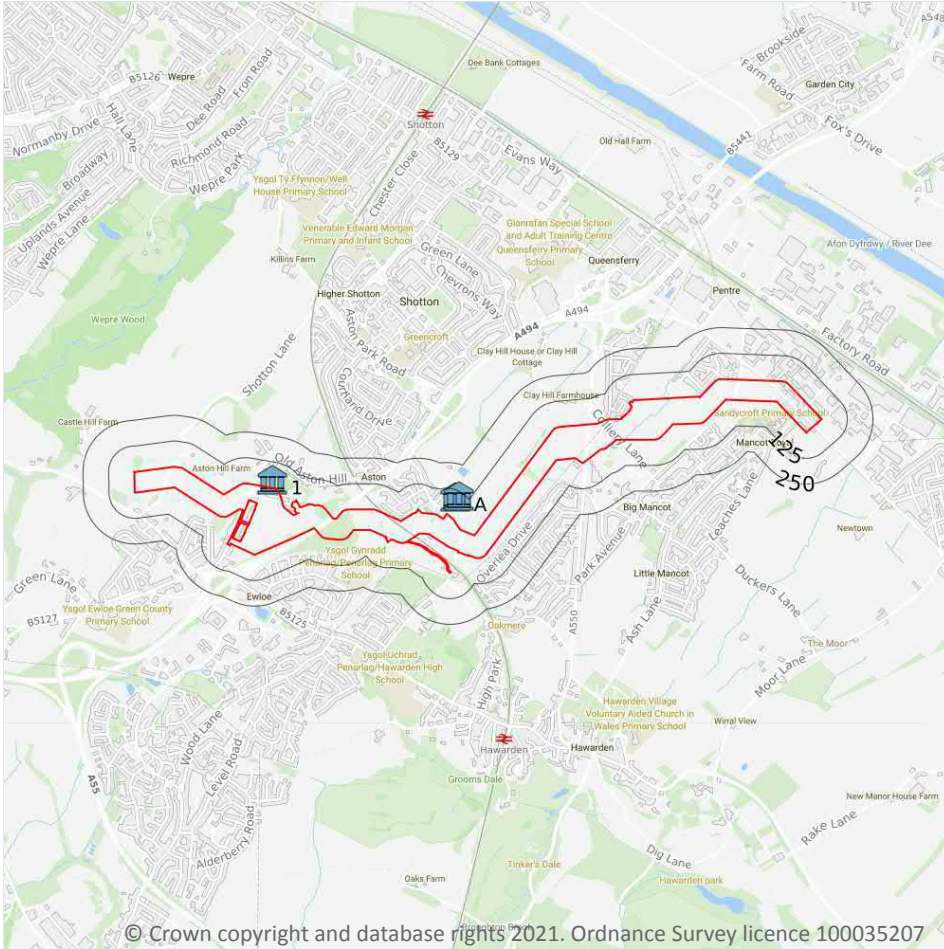 A548
Brookside
Dee Bank Cottages
B5126
Wepre
Fron Road
Farm Road
Garden City
Dee Road
Hall Lane
Shotton
Normanby Drive
Richmond Road
B5129
Evans Way
Old Hall Farm
B5441
Fox's Drive
Broadway
Wepre Park
Chester Close
Ysgol Ty Ffynnon/Well
House Primary School
Uplands Avenue
Wepre Lane
Venerable Edward Morgan
Primary and Infant School
Glanrafan Special School
and Adult Training Centre
Queensferry Primary
School
Green Lane
Chevrons Way
Killins Farm
Queensferry
Afon Dyfrdwy / River Dee
Higher Shotton
Shotton
Pentre
Wepre Wood
Aston Park Road
Greencroft
A494
A494
Factory Road
Shotton Lane
Clay Hill House or Clay Hill
Cottage
Courtland Drive
Clay Hill Farmhouse
Castle Hill Farm
Colliers Lane
Sandycroft Primary School
Mancot
125
250
Aston Hill Farm
Old Aston Hill
Aston
1
A
Big Mancot
Leaches Lane
Newtown
Ysgol Gynradd
Penarlag/Penarlag Primary
School
Overlea Drive
Park Avenue
Little Mancot
Green Lane
Ewloe
Duckers Lane
Ysgol Ewloe Green County
Primary School
B5127
B5125
A550
Ash Lane
Oakmere
The Moor
Ysgol Uchrad
Penarlag/Hawarden High
School
Moor Lane
High Park
Hawarden Village
Voluntary Aided Church in
Wales Primary School
Wirral View
Wood Lane
Level Road
Hawarden
Hawarden
A55
Grooms Dale
New Manor House Farm
Rake Lane
Alderberry Road
Dig Lane
Tinker's Dale
Oaks Farm
Hawarden park
© Crown copyright and database rights 2021. Ordnance Survey licence 100035207